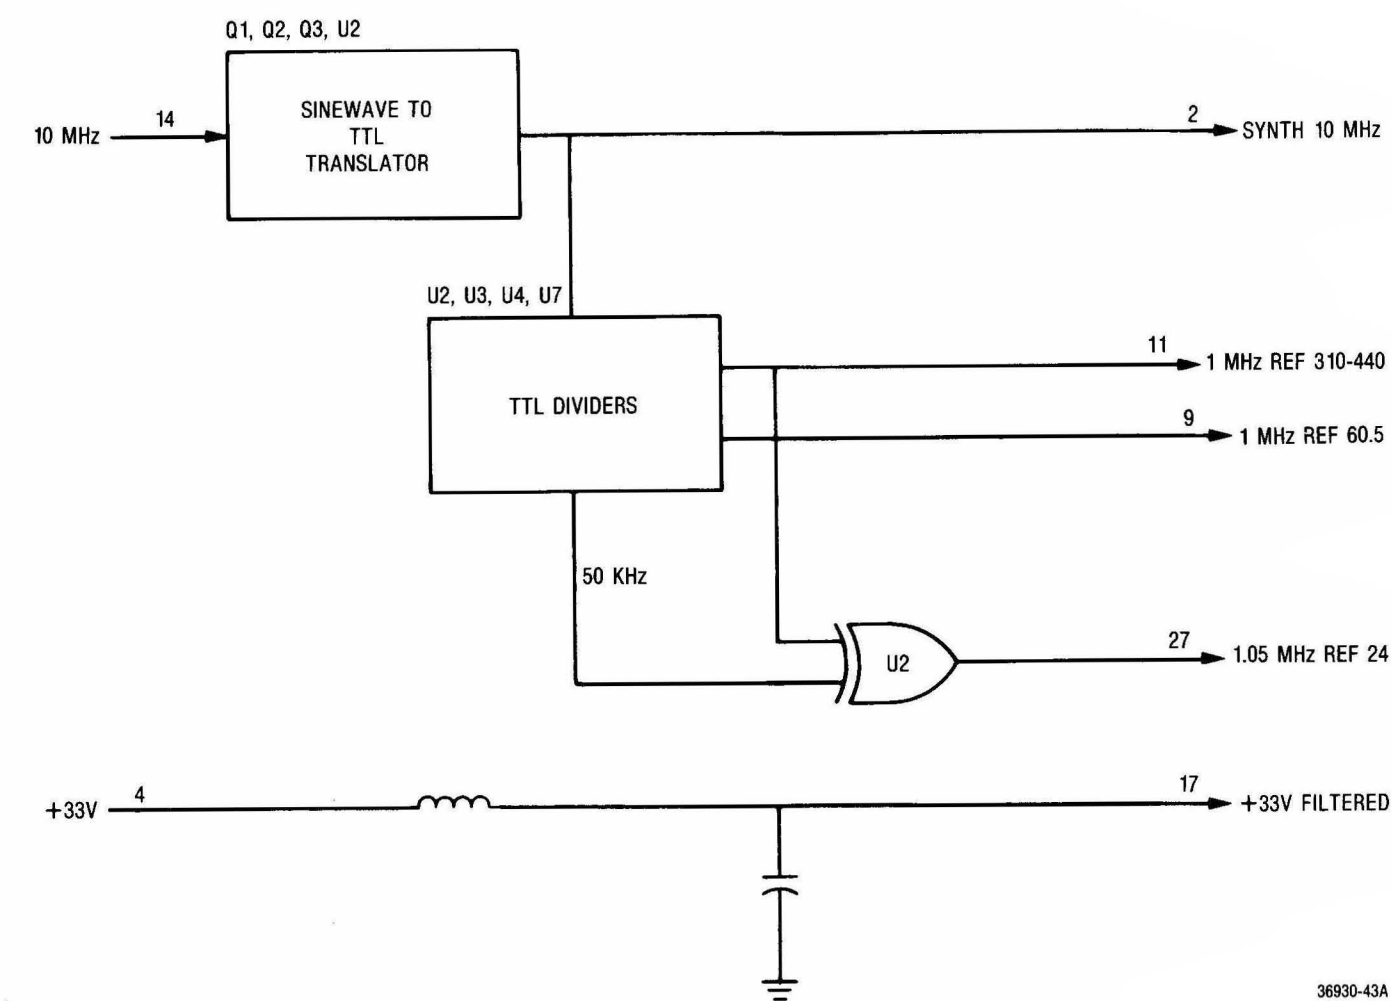 Q1, Q2, Q3, U2
SINEWAVE TO
TTL
TRANSLATOR
10 MHz
14
2
SYNTH 10 MHz
U2, U3, U4, U7
TTL DIVIDERS
11
1 MHz REF 310-440
9
1 MHz REF 60.5
50 KHz
U2
27
1.05 MHz REF 24
+33V
4
17
+33V FILTERED
36930-43A